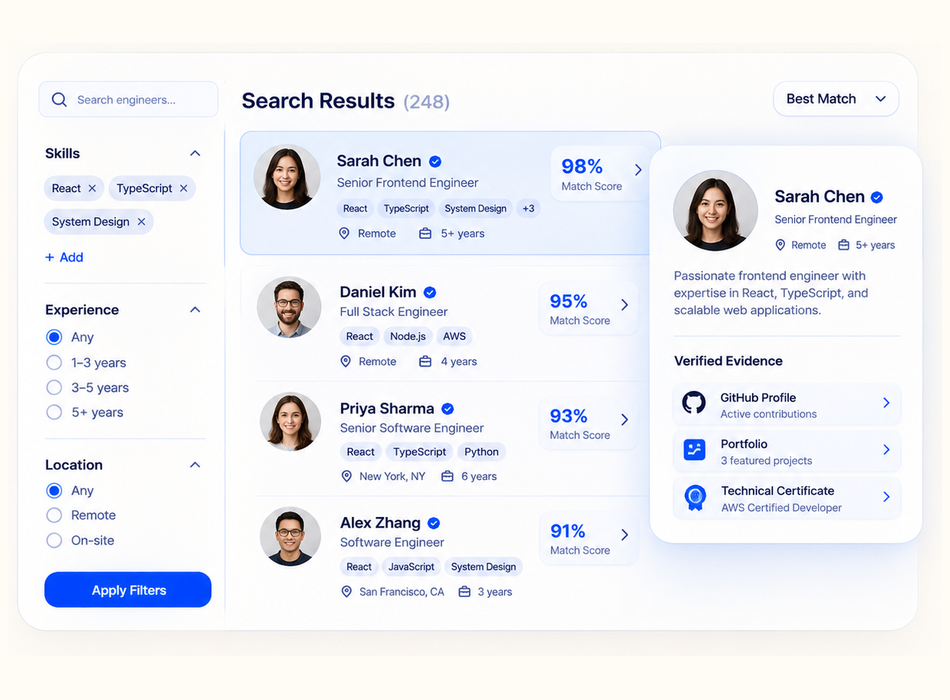 Search engineers...
Skills
React ×
TypeScript ×
System Design ×
+ Add
Experience
Any
1–3 years
3–5 years
5+ years
Location
Any
Remote
On-site
Apply Filters
Search Results (248)
Best Match
Sarah Chen
Senior Frontend Engineer
React TypeScript System Design +3
Remote 5+ years
98%
Match Score
Daniel Kim
Full Stack Engineer
React Node.js AWS
Remote 4 years
95%
Match Score
Priya Sharma
Senior Software Engineer
React TypeScript Python
New York, NY 6 years
93%
Match Score
Alex Zhang
Software Engineer
React JavaScript System Design
San Francisco, CA 3 years
91%
Match Score
Sarah Chen
Senior Frontend Engineer
Remote 5+ years
Passionate frontend engineer with
expertise in React, TypeScript, and
scalable web applications.
Verified Evidence
GitHub Profile
Active contributions
Portfolio
3 featured projects
Technical Certificate
AWS Certified Developer